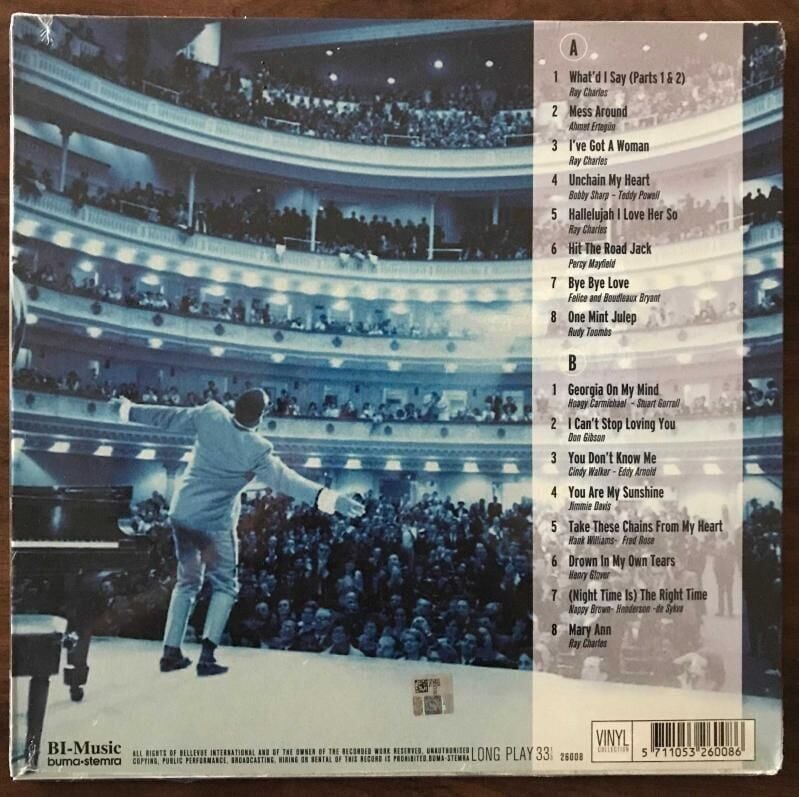 A
1 What'd I Say (Parts 1 & 2)
Ray Charles
2 Mess Around
Ahmet Ertegün
3 I've Got A Woman
Ray Charles
4 Unchain My Heart
Bobby Sharp - Teddy Powell
5 Hallelujah I Love Her So
Ray Charles
6 Hit The Road Jack
Percy Mayfield
7 Bye Bye Love
Felice and Boudleaux Bryant
8 One Mint Julep
Rudy Toombs
B
1 Georgia On My Mind
Hoagy Carmichael - Stuart Gorrell
2 I Can't Stop Loving You
Don Gibson
3 You Don't Know Me
Cindy Walker - Eddy Arnold
4 You Are My Sunshine
Jimmie Davis
5 Take These Chains From My Heart
Hank Williams- Fred Rose
6 Drown In My Own Tears
Henry Glover
7 (Night Time Is) The Right Time
Nappy Brown- Henderson -de Sykva
8 Mary Ann
Ray Charles
BI-Music
buma•stemra
ALL RIGHTS OF BELLEVUE INTERNATIONAL AND OF THE OWNER OF THE RECORDED WORK RESERVED, UNAUTHORISED
COPYING, PUBLIC PERFORMANCE, BROADCASTING, HIRING OR RENTAL OF THIS RECORD IS PROHIBITED.BUMA-STEMRA
LONG PLAY 33
26008
VINYL
COLLECTION
5 711053 260086